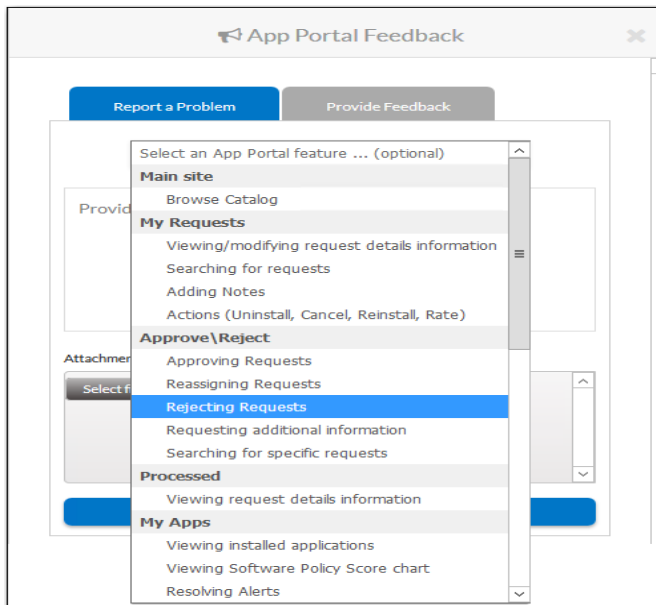 App Portal Feedback
Report a Problem
Provide Feedback
Select an App Portal feature ... (optional)
Main site
Browse Catalog
Provid
My Requests
Viewing/modifying request details information
Searching for requests
Adding Notes
Actions (Uninstall, Cancel, Reinstall, Rate)
Approve\Reject
Attachmen
Approving Requests
Reassigning Requests
Select f
Rejecting Requests
Requesting additional information
Searching for specific requests
Processed
Viewing request details information
My Apps
Viewing installed applications
Viewing Software Policy Score chart
Resolving Alerts